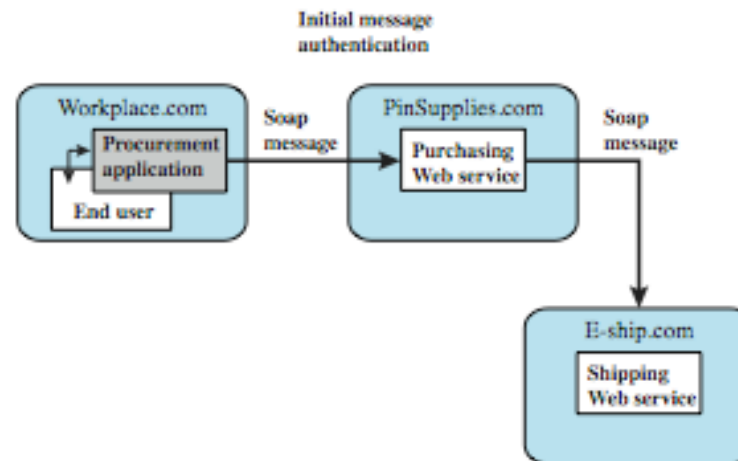 Initial message
authentication
Workplace.com
Procurement
application
End user
Soap
message
PinSupplies.com
Purchasing
Web service
Soap
message
E-ship.com
Shipping
Web service